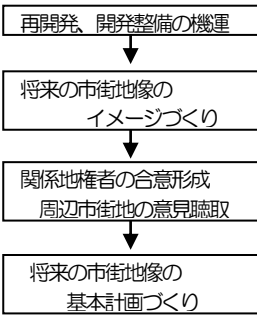 再開発、開発整備の機運
将来の市街地像の
イメージづくり
関係地権者の合意形成
周辺市街地の意見聴取
将来の市街地像の
基本計画づくり